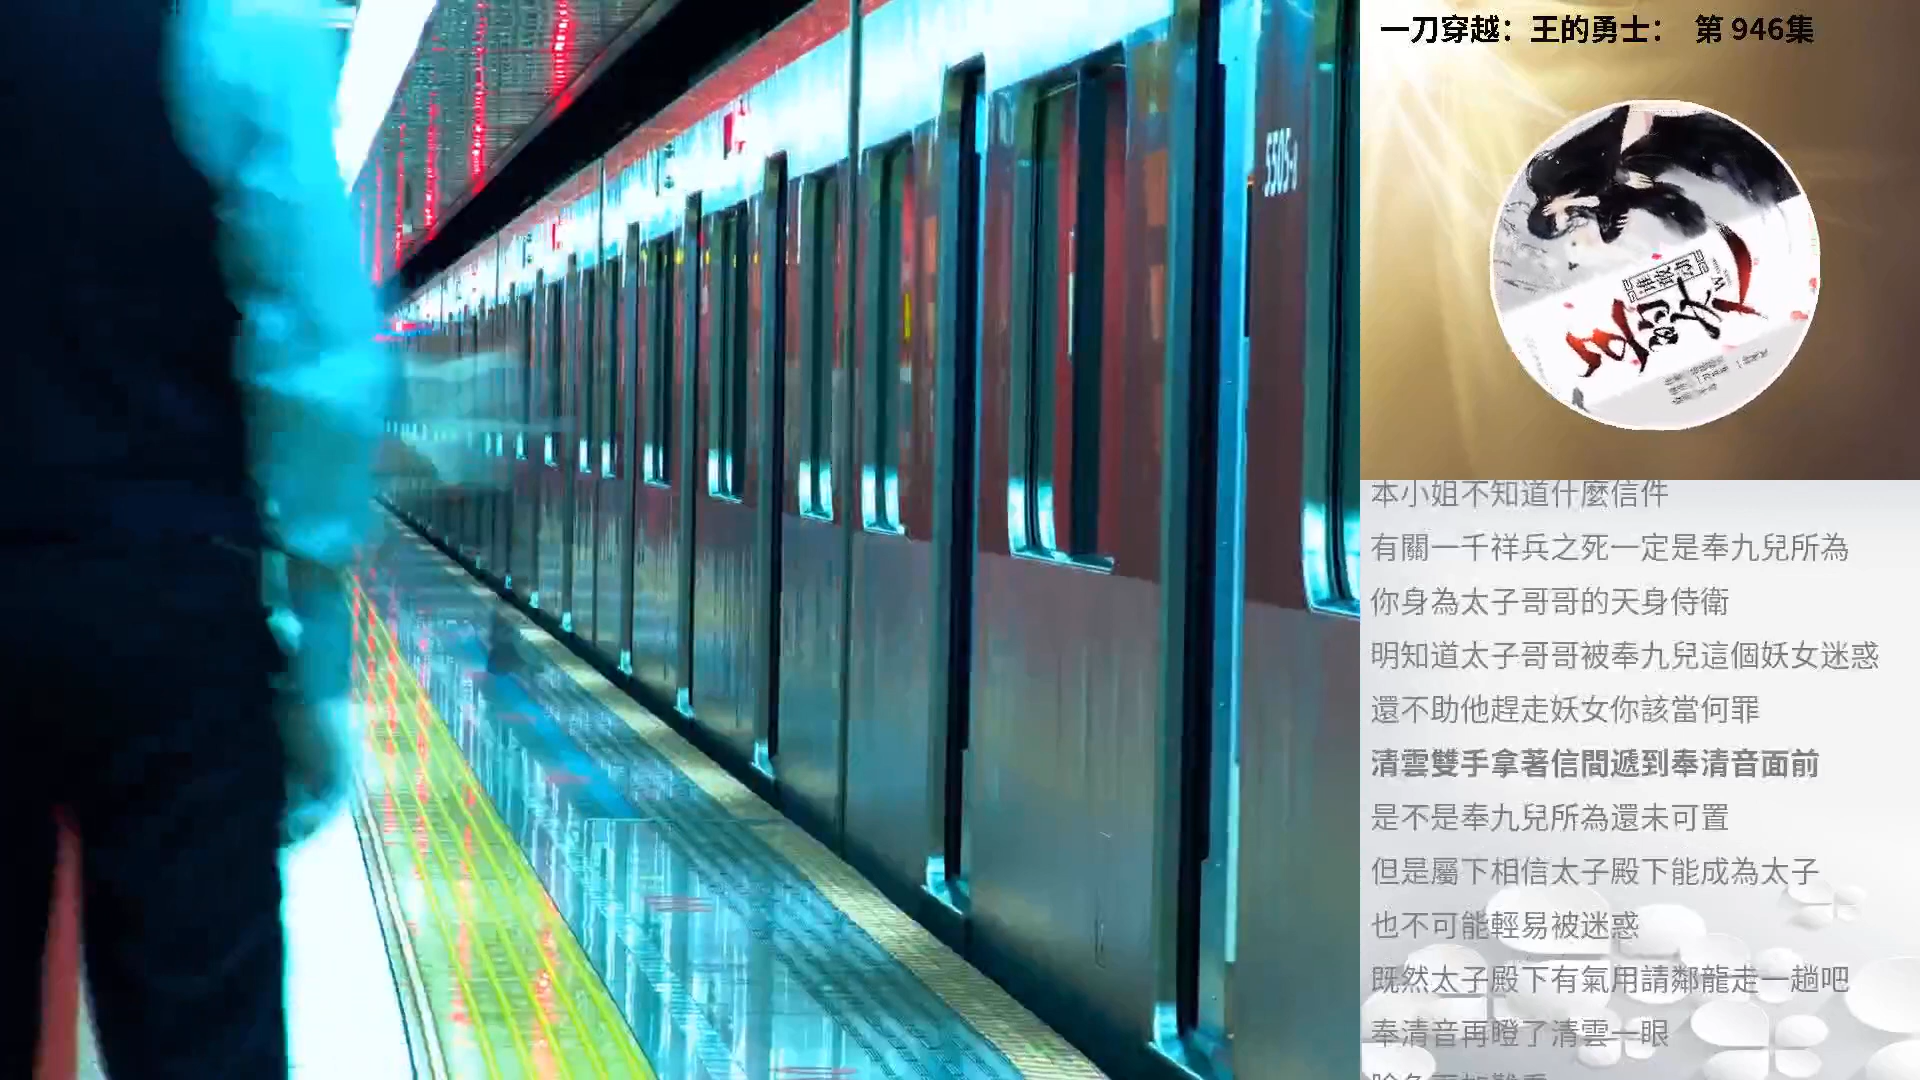 一刀穿越：王的勇士： 第 946集
5505-
本小姐不知道什麼信件
有關一千祥兵之死一定是奉九兒所為
你身為太子哥哥的天身侍衛
明知道太子哥哥被奉九兒這個妖女迷惑
還不助他趕走妖女你該當何罪
清雲雙手拿著信間遞到奉清音面前
是不是奉九兒所為還未可置
但是屬下相信太子殿下能成為太子
也不可能輕易被迷惑
既然太子殿下有氣用請鄰龍走一趟吧
奉清音再瞪了清雲一眼